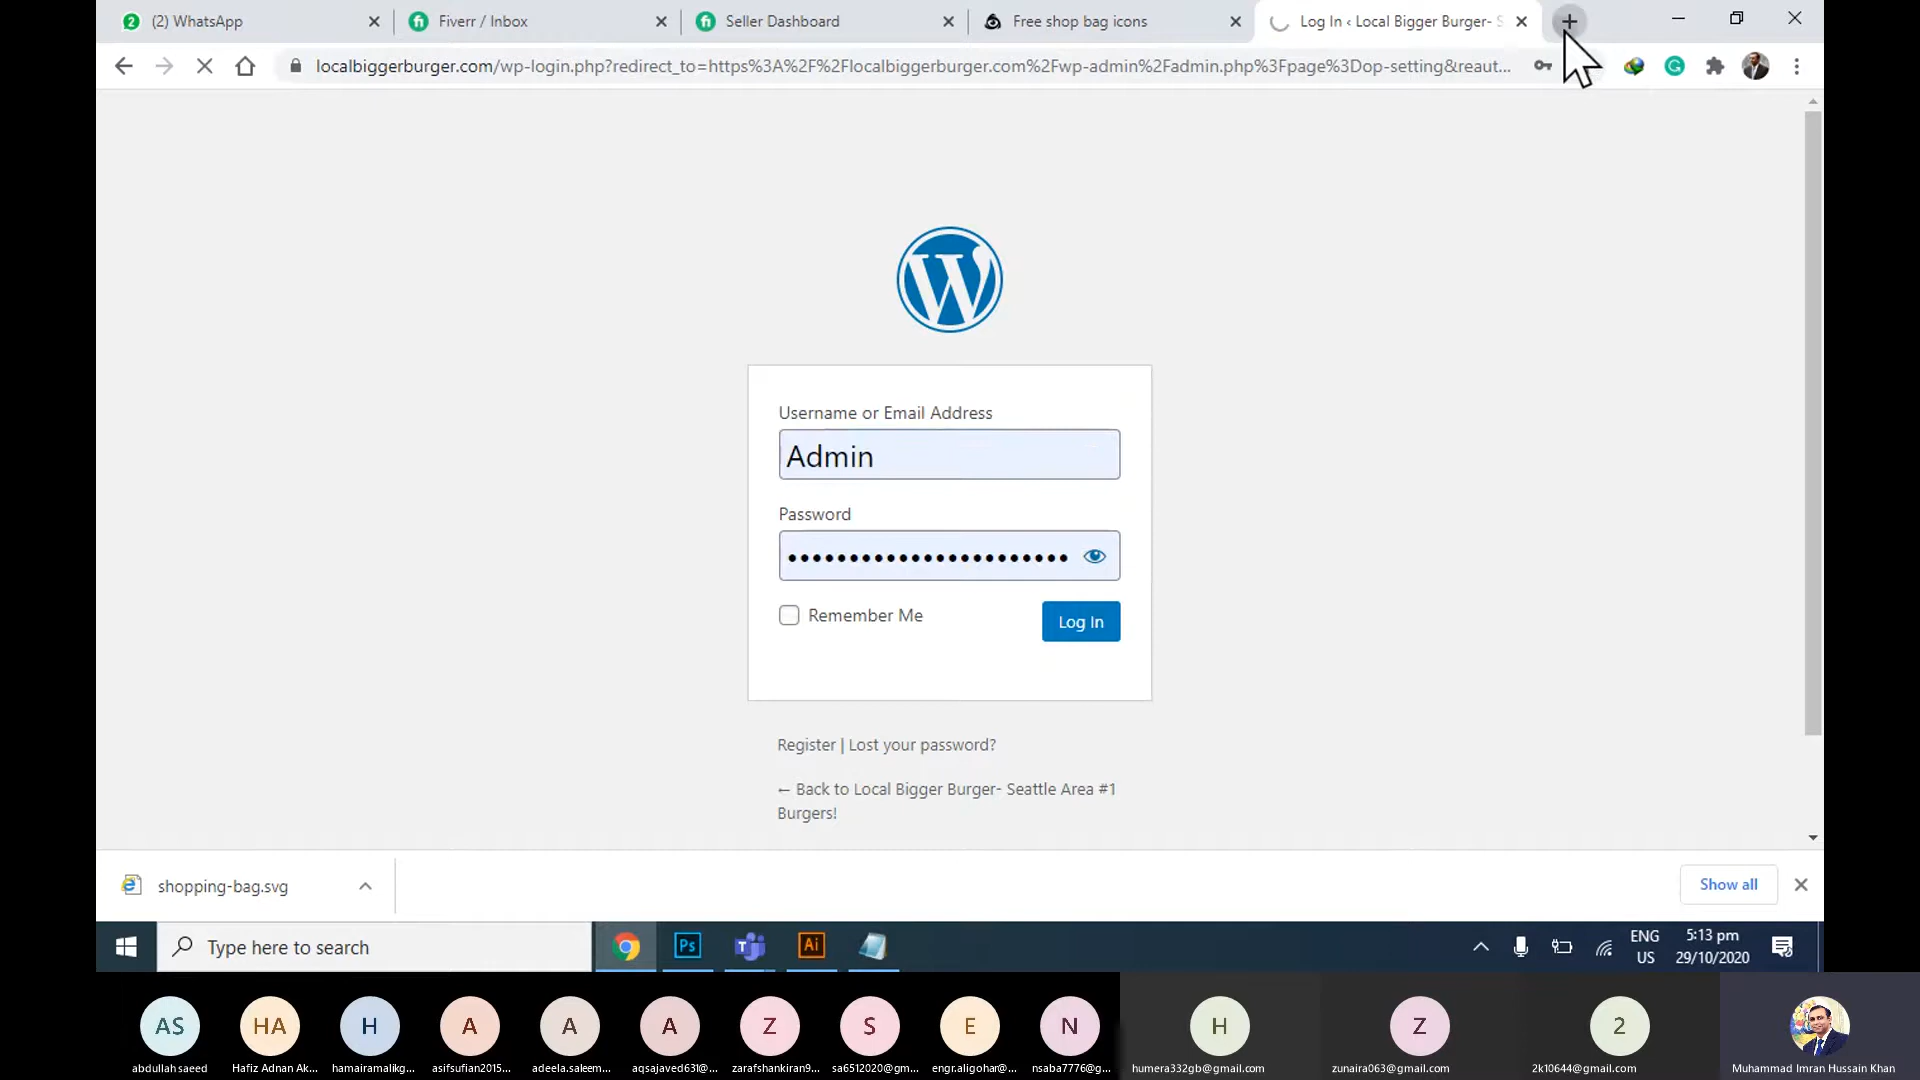 2
(2) WhatsApp
Fiverr / Inbox
Seller Dashboard
Free shop bag icons
Log In ‹ Local Bigger Burger- S
localbiggerburger.com/wp-login.php?redirect_to=https%3A%2F%2Flocalbiggerburger.com%2Fwp-admin%2Fadmin.php%3Fpage%3Dop-setting&reaut...
Username or Email Address
Admin
Password
Remember Me
Log In
Register | Lost your password?
← Back to Local Bigger Burger- Seattle Area #1
Burgers!
shopping-bag.svg
Show all
Type here to search
Ps
Ai
ENG
US
5:13 pm
29/10/2020
AS
HA
H
A
A
A
Z
S
E
N
H
Z
2
abdullah saeed
Hafiz Adnan Ak...
hamairamalikg...
asifsufian2015...
adeela.saleem...
aqsajaved631@...
zarafshankiran9...
sa6512020@gm...
engr.aligohar@...
nsaba7776@g...
humera332gb@gmail.com
zunaira063@gmail.com
2k10644@gmail.com
Muhammad Imran Hussain Khan